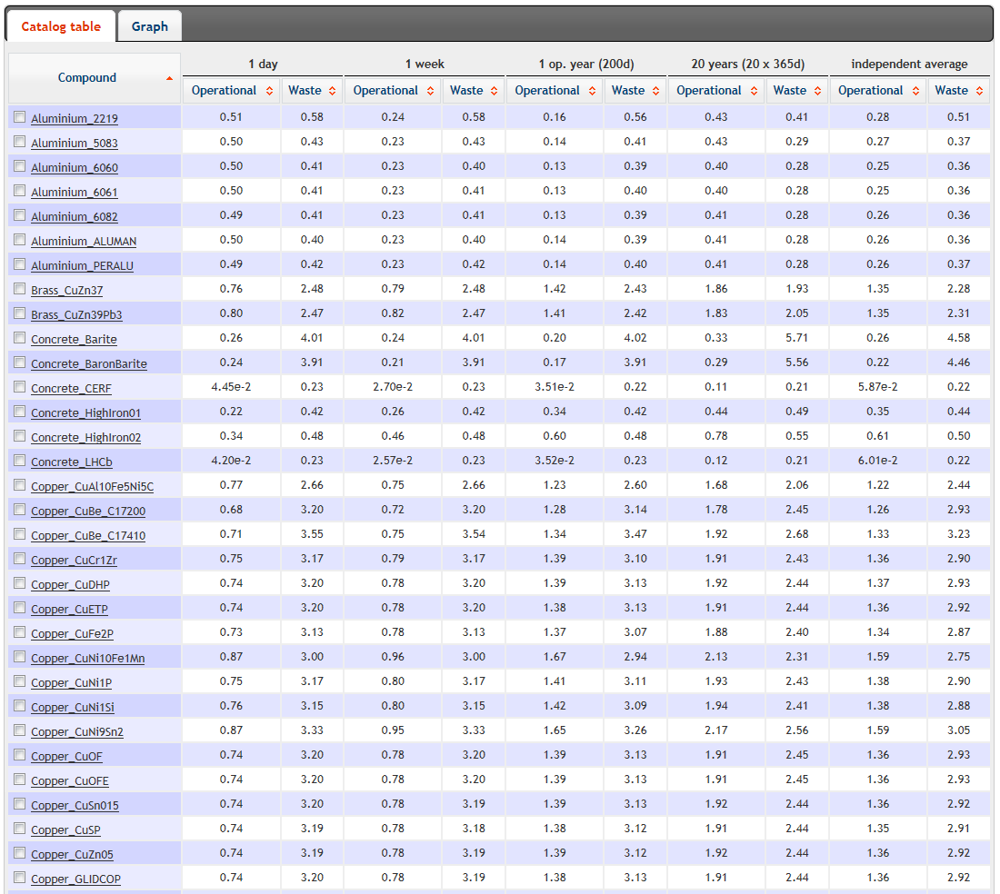 Catalog table Graph
1 day 1 week 1 op. year (200d) 20 years (20 x 365d) independent average
Compound Operational Waste Operational Waste Operational Waste Operational Waste Operational Waste
Aluminium_2219 0.51 0.58 0.24 0.58 0.16 0.56 0.43 0.41 0.28 0.51
Aluminium_5083 0.50 0.43 0.23 0.43 0.14 0.41 0.43 0.29 0.27 0.37
Aluminium_6060 0.50 0.41 0.23 0.40 0.13 0.39 0.40 0.28 0.25 0.36
Aluminium_6061 0.50 0.41 0.23 0.41 0.13 0.40 0.40 0.28 0.25 0.36
Aluminium_6082 0.49 0.41 0.23 0.41 0.13 0.39 0.41 0.28 0.26 0.36
Aluminium_ALUMAN 0.50 0.40 0.23 0.40 0.14 0.39 0.41 0.28 0.26 0.36
Aluminium_PERALU 0.49 0.42 0.23 0.42 0.14 0.40 0.41 0.28 0.26 0.37
Brass_CuZn37 0.76 2.48 0.79 2.48 1.42 2.43 1.86 1.93 1.35 2.28
Brass_CuZn39Pb3 0.80 2.47 0.82 2.47 1.41 2.42 1.83 2.05 1.35 2.31
Concrete_Barite 0.26 4.01 0.24 4.01 0.20 4.02 0.33 5.71 0.26 4.58
Concrete_BaronBarite 0.24 3.91 0.21 3.91 0.17 3.91 0.29 5.56 0.22 4.46
Concrete_CERF 4.45e-2 0.23 2.70e-2 0.23 3.51e-2 0.22 0.11 0.21 5.87e-2 0.22
Concrete_HighIron01 0.22 0.42 0.26 0.42 0.34 0.42 0.44 0.49 0.35 0.44
Concrete_HighIron02 0.34 0.48 0.46 0.48 0.60 0.48 0.78 0.55 0.61 0.50
Concrete_LHCb 4.20e-2 0.23 2.57e-2 0.23 3.52e-2 0.23 0.12 0.21 6.01e-2 0.22
Copper_CuAl10Fe5Ni5C 0.77 2.66 0.75 2.66 1.23 2.60 1.68 2.06 1.22 2.44
Copper_CuBe_C17200 0.68 3.20 0.72 3.20 1.28 3.14 1.78 2.45 1.26 2.93
Copper_CuBe_C17410 0.71 3.55 0.75 3.54 1.34 3.47 1.92 2.68 1.33 3.23
Copper_CuCr1Zr 0.75 3.17 0.79 3.17 1.39 3.10 1.91 2.43 1.36 2.90
Copper_CuDHP 0.74 3.20 0.78 3.20 1.39 3.13 1.92 2.44 1.37 2.93
Copper_CuETP 0.74 3.20 0.78 3.20 1.38 3.13 1.91 2.44 1.36 2.92
Copper_CuFe2P 0.73 3.13 0.78 3.13 1.37 3.07 1.88 2.40 1.34 2.87
Copper_CuNi10Fe1Mn 0.87 3.00 0.96 3.00 1.67 2.94 2.13 2.31 1.59 2.75
Copper_CuNi1P 0.75 3.17 0.80 3.17 1.41 3.11 1.93 2.43 1.38 2.90
Copper_CuNi1Si 0.76 3.15 0.80 3.15 1.42 3.09 1.94 2.41 1.38 2.88
Copper_CuNi9Sn2 0.87 3.33 0.95 3.33 1.65 3.26 2.17 2.56 1.59 3.05
Copper_CuOF 0.74 3.20 0.78 3.20 1.39 3.13 1.91 2.45 1.36 2.93
Copper_CuOFE 0.74 3.20 0.78 3.20 1.39 3.13 1.91 2.45 1.36 2.93
Copper_CuSn015 0.74 3.20 0.78 3.19 1.39 3.13 1.92 2.44 1.36 2.92
Copper_CuSP 0.74 3.19 0.78 3.18 1.38 3.12 1.91 2.44 1.35 2.91
Copper_CuZn05 0.74 3.19 0.78 3.19 1.39 3.12 1.92 2.44 1.36 2.92
Copper_GLIDCOP 0.74 3.20 0.78 3.19 1.38 3.13 1.91 2.44 1.36 2.92